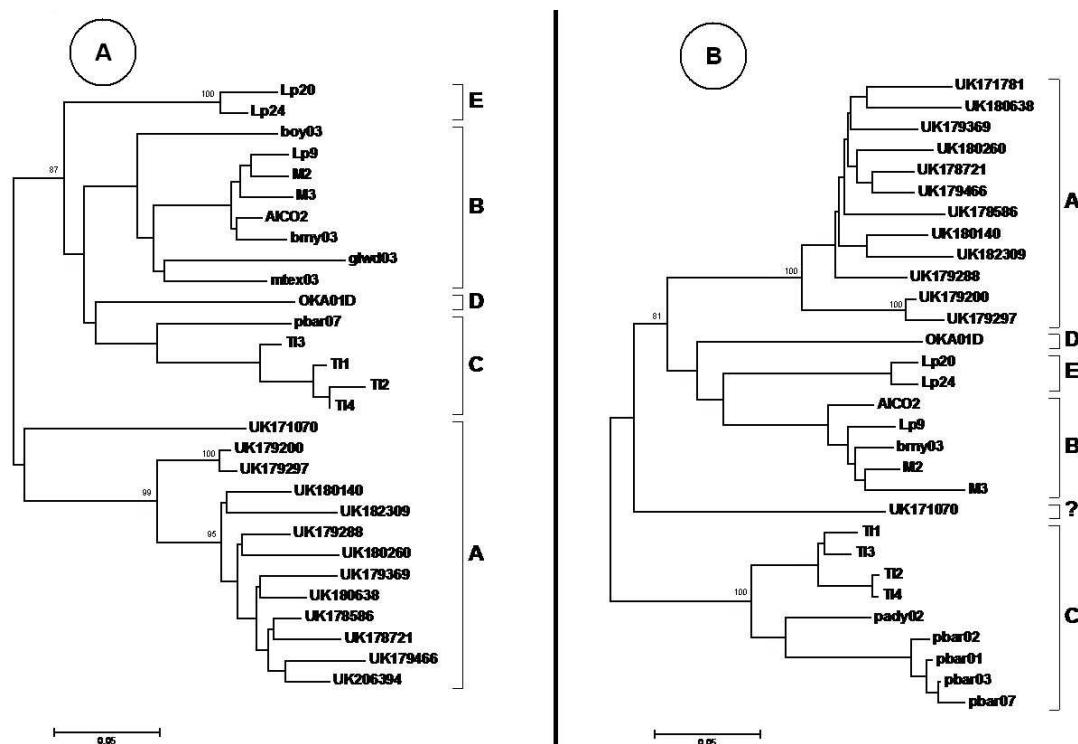 A
100
Lp20
Lp24
E
87
boy03
Lp9
M2
M3
AICO2
brny03
glwd03
mtex03
B
OKA01D
D
pbar07
Tl3
Tl1
Tl2
Tl4
C
UK171070
100
UK179200
UK179297
99
UK180140
UK182309
95
UK179288
UK180260
UK179369
UK180638
UK178586
UK178721
UK179466
UK206394
A
0.05
B
UK171781
UK180638
UK179369
UK180260
UK178721
UK179466
UK178586
UK180140
UK182309
100
UK179288
UK179200
100
UK179297
A
81
OKA01D
D
Lp20
Lp24
E
AICO2
Lp9
brny03
M2
M3
B
UK171070
?
Tl1
Tl3
Tl2
Tl4
100
pady02
pbar02
pbar01
pbar03
pbar07
C
0.05